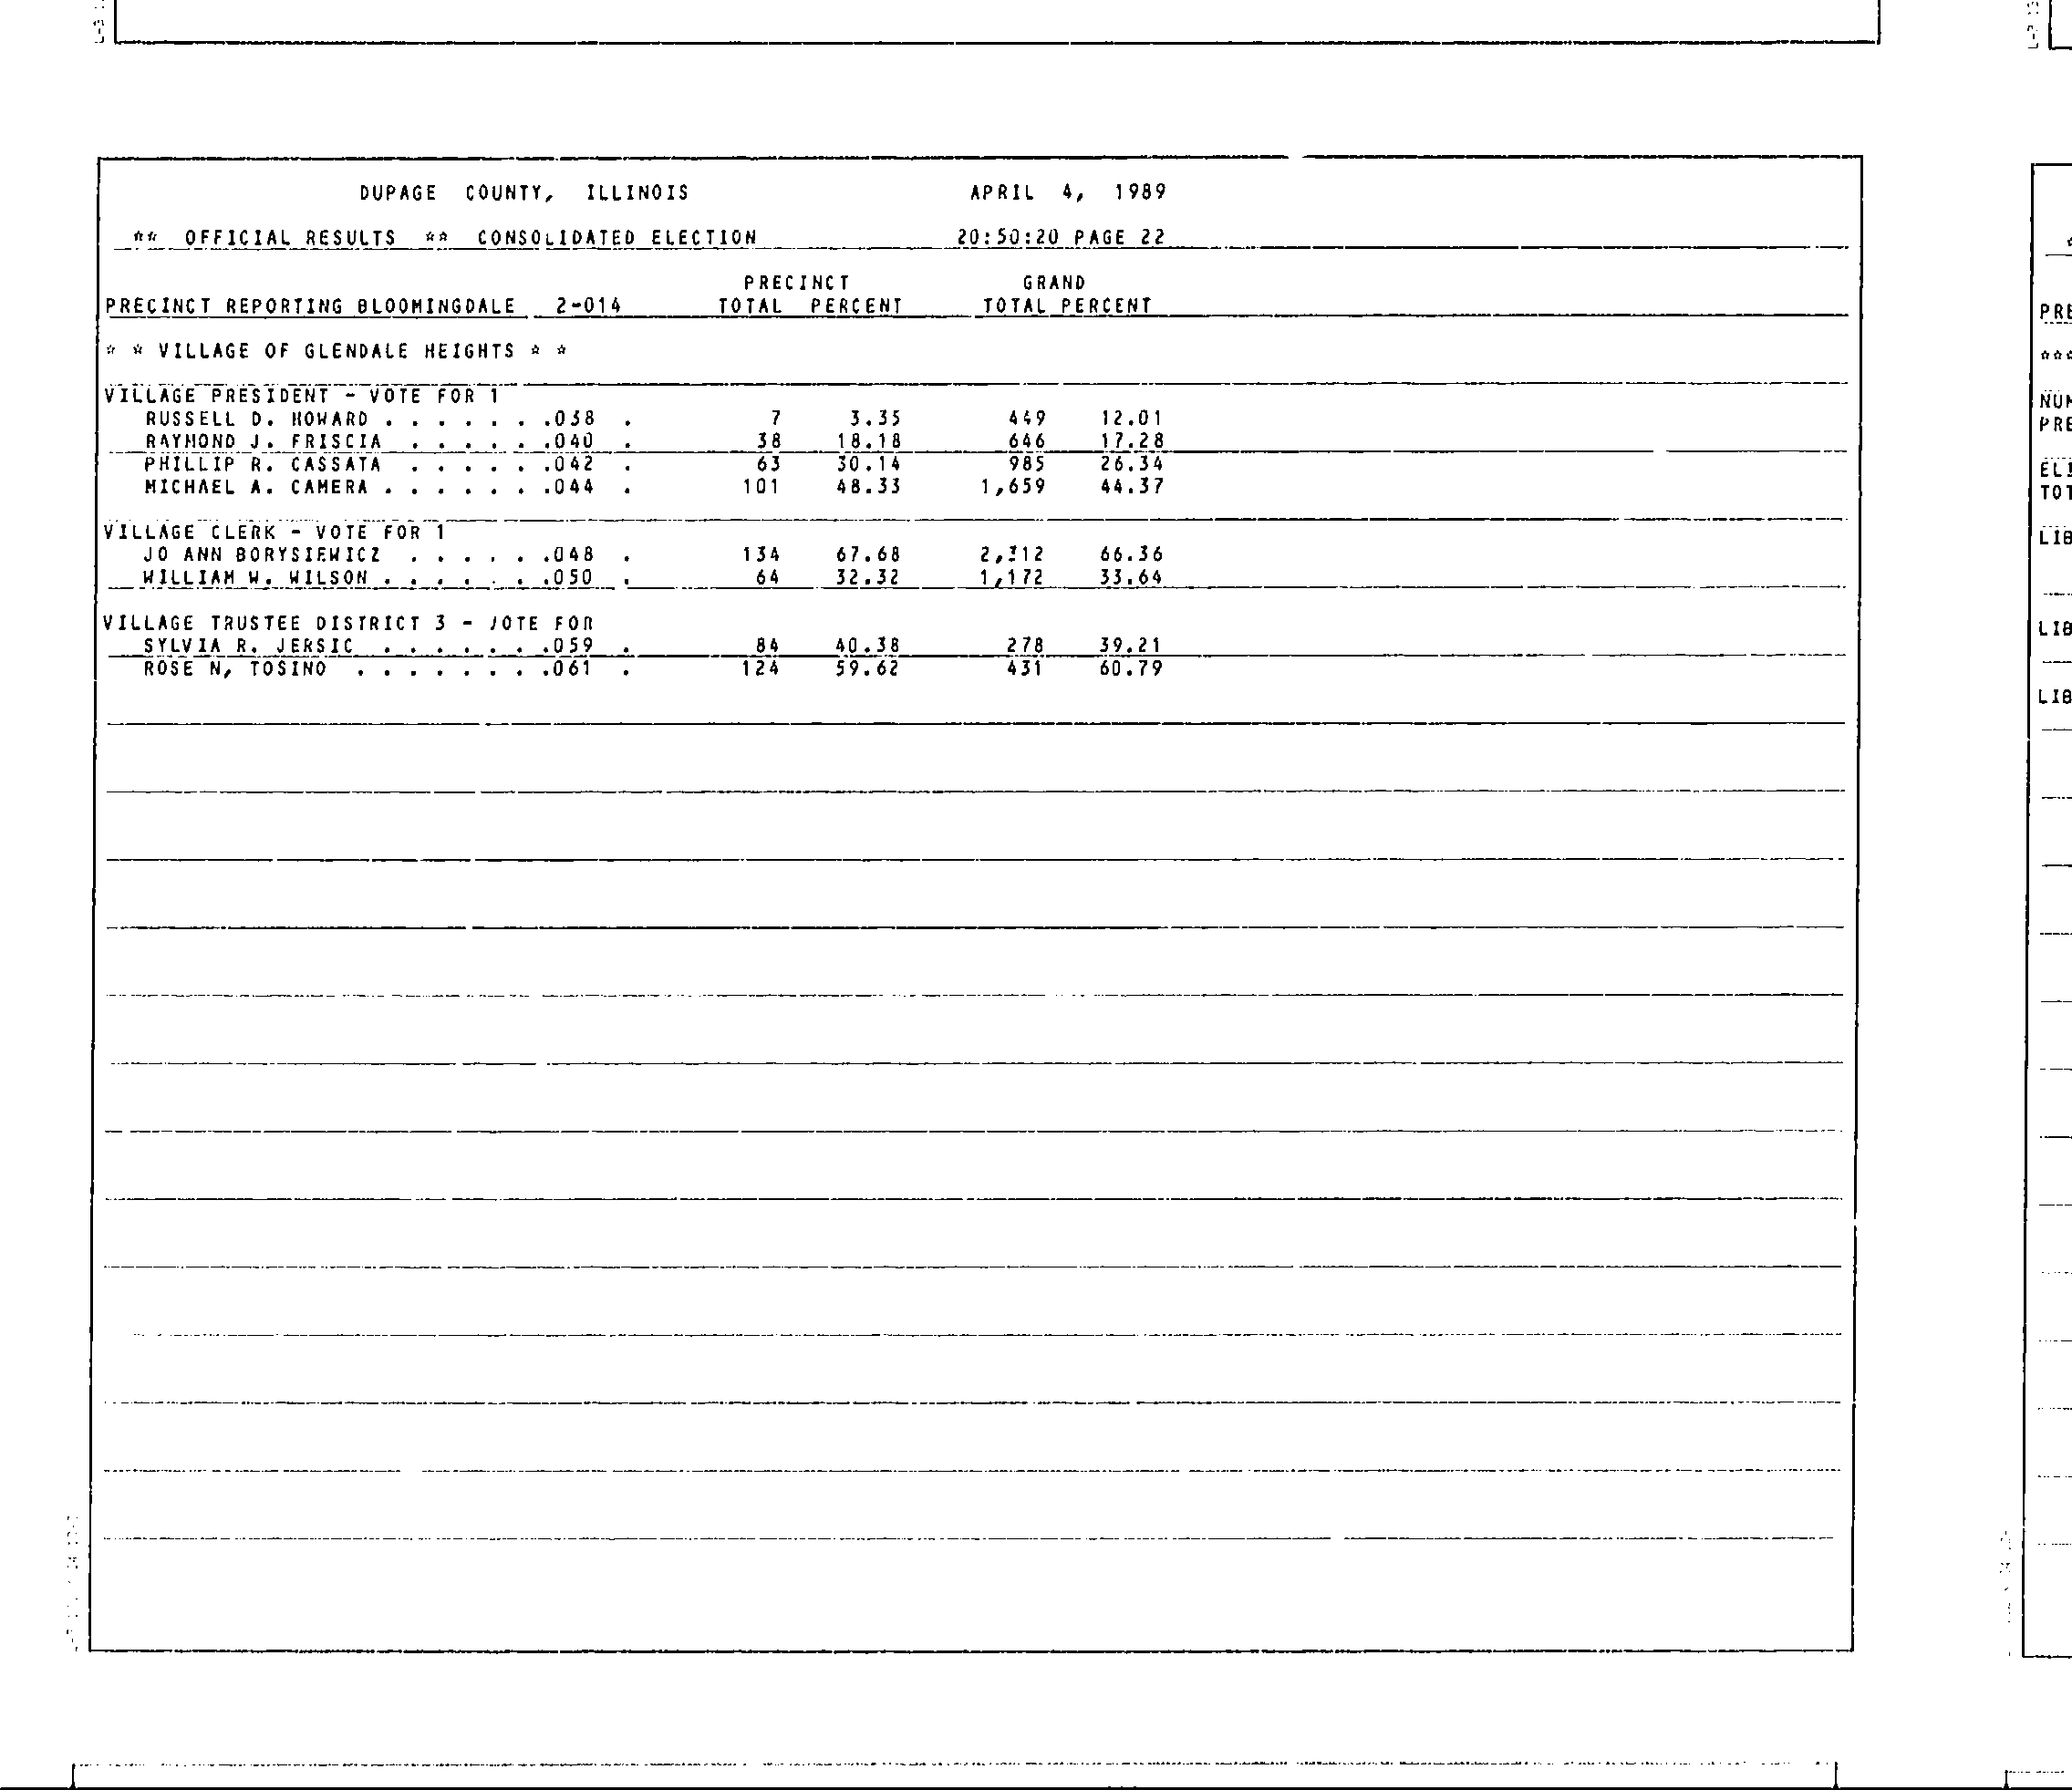 DUPAGE COUNTY, ILLINOIS APRIL 4, 1989
** OFFICIAL RESULTS ** CONSOLIDATED ELECTION 20:50:20 PAGE 22
PRECINCT GRAND
PRECINCT REPORTING BLOOMINGDALE 2-014 TOTAL PERCENT TOTAL PERCENT
* * VILLAGE OF GLENDALE HEIGHTS * *
VILLAGE PRESIDENT - VOTE FOR 1
RUSSELL D. HOWARD . . . . . . .038 . 7 3.35 449 12.01
RAYMOND J. FRISCIA . . . . . .040 . 38 18.18 646 17.28
PHILLIP R. CASSATA . . . . . .042 . 63 30.14 985 26.34
MICHAEL A. CAMERA . . . . . . .044 . 101 48.33 1,659 44.37
VILLAGE CLERK - VOTE FOR 1
JO ANN BORYSIEWICZ . . . . . .048 . 134 67.68 2,312 66.36
WILLIAM W. WILSON . . . . . . .050 . 64 32.32 1,172 33.64
VILLAGE TRUSTEE DISTRICT 3 - VOTE FOR
SYLVIA R. JERSIC . . . . . . .059 . 84 40.38 278 39.21
ROSE N, TOSINO . . . . . . . .061 . 124 59.62 431 60.79
PRE
***
NUM
PRE
ELI
TOT
LIB
LIB
LIB